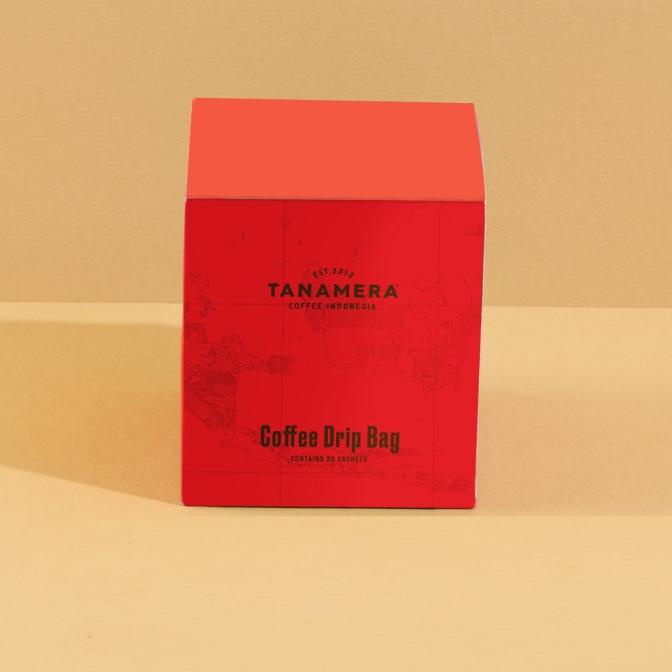 EST.2013
TANAMERA
COFFEE INDONESIA
Coffee Drip Bag
CONTAINS 20 SACHETS